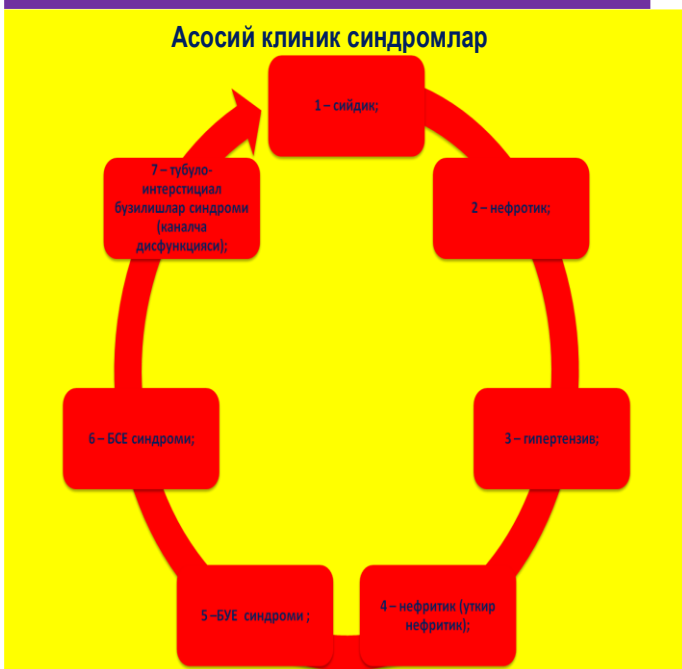 Асосий клиник синдромлар
1 – сийдик;
2 – нефротик;
3 – гипертензив;
4 – нефритик (уткир
нефритик);
5 –БУЕ синдроми ;
6 – БСЕ синдроми;
7 – тубуло-
интерстициал
бузилишлар синдроми
(каналча
дисфункцияси);